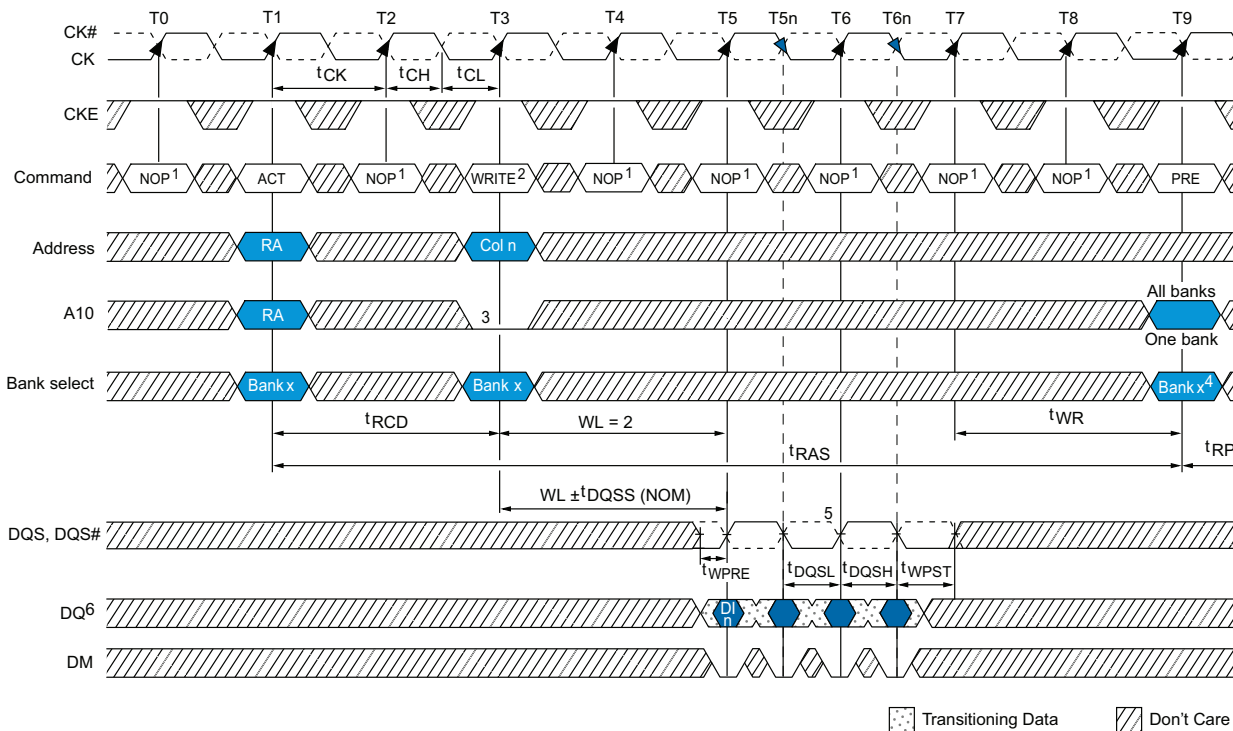 T0 T1 T2 T3 T4 T5 T5n T6 T6n T7 T8 T9
CK#
CK
tCK tCH tCL
CKE
Command NOP1 ACT NOP1 WRITE2 NOP1 NOP1 NOP1 NOP1 NOP1 PRE
Address RA Col n
All banks
A10 RA 3
One bank
Bank select Bank x Bank x Bank x4
tRCD WL = 2 tWR
tRAS tRP
WL ±tDQSS (NOM)
5
DQS, DQS#
tWPRE tDQSL tDQSH tWPST
DQ6 DI
n
DM
Transitioning Data Don't Care